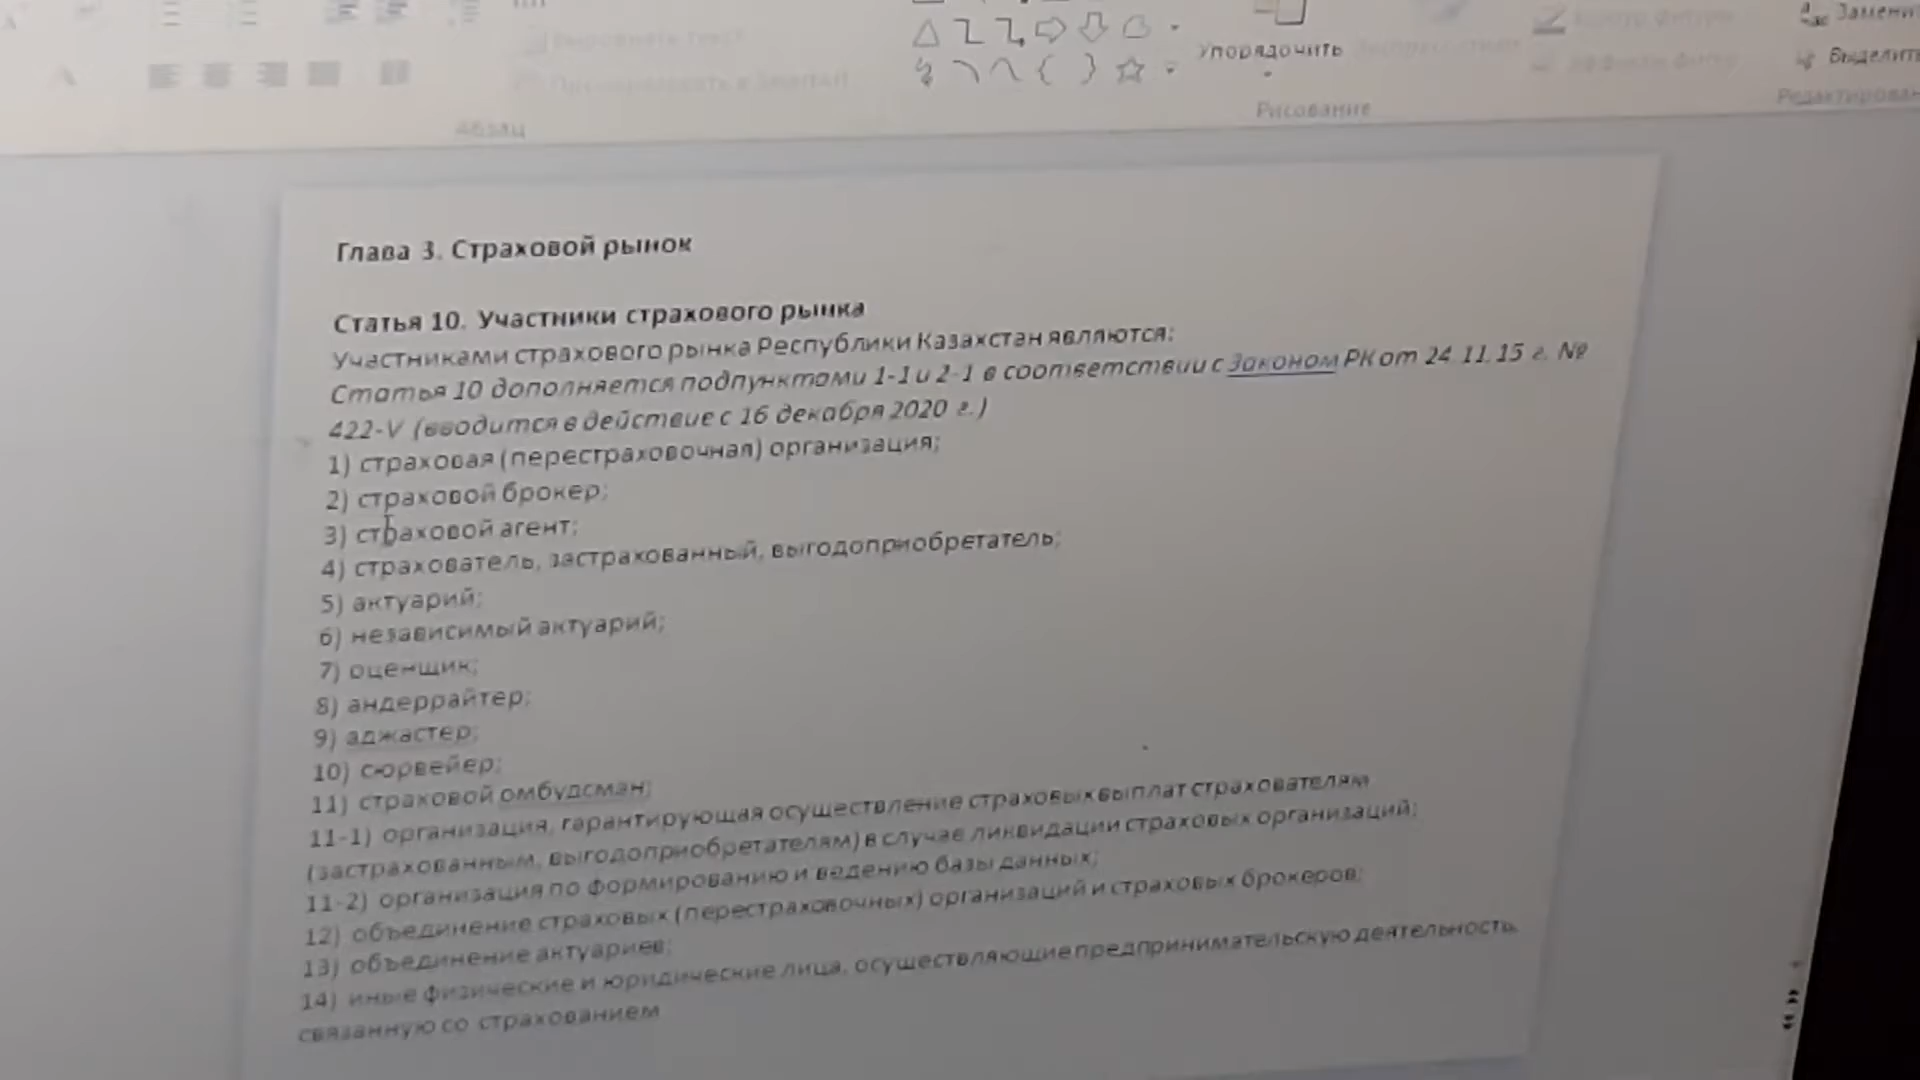 Замени
Упорядочить
Выделить
Абзац
Рисование
Глава 3. Страховой рынок
Статья 10. Участники страхового рынка
Участниками страхового рынка Республики Казахстан являются:
Статья 10 дополняется подпунктами 1-1 и 2-1 в соответствии с Законом РК от 24.11.15 г. №
422-V (вводится в действие с 16 декабря 2020 г.)
1) страховая (перестраховочная) организация;
2) страховой брокер;
3) страховой агент;
4) страхователь, застрахованный, выгодоприобретатель;
5) актуарий;
6) независимый актуарий;
7) оценщик;
8) андеррайтер;
9) аджастер;
10) сюрвейер;
11) страховой омбудсман;
11-1) организация, гарантирующая осуществление страховых выплат страхователям
(застрахованным, выгодоприобретателям) в случае ликвидации страховых организаций;
11-2) организация по формированию и ведению базы данных;
12) объединение страховых (перестраховочных) организаций и страховых брокеров;
13) объединение актуариев;
14) иные физические и юридические лица, осуществляющие предпринимательскую деятельность,
связанную со страхованием